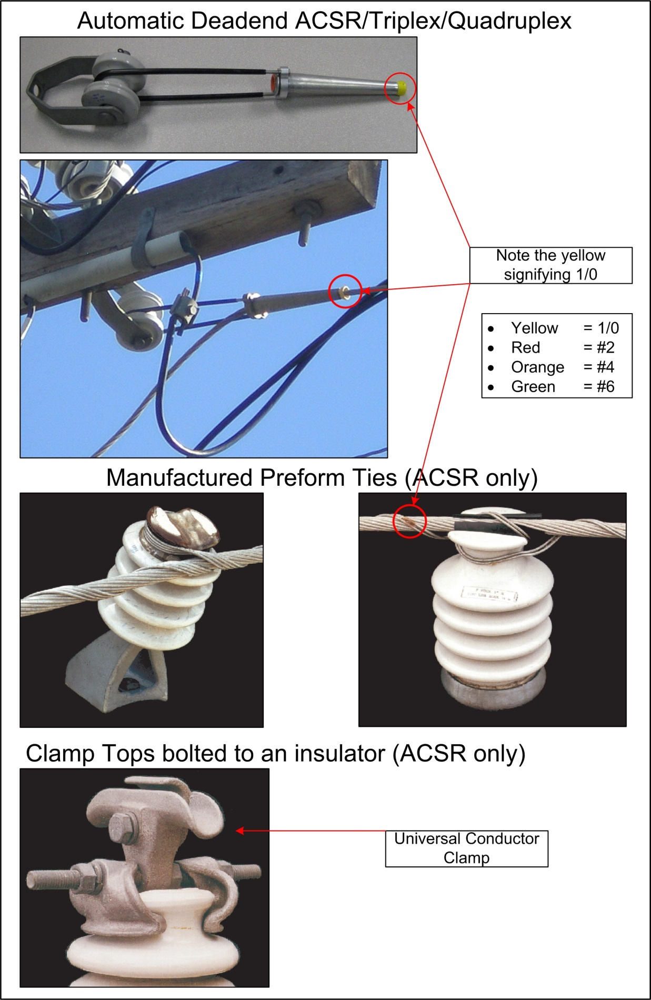 Automatic Deadend ACSR/Triplex/Quadruplex
Note the yellow
signifying 1/0
• Yellow = 1/0
• Red = #2
• Orange = #4
• Green = #6
Manufactured Preform Ties (ACSR only)
Clamp Tops bolted to an insulator (ACSR only)
Universal Conductor
Clamp